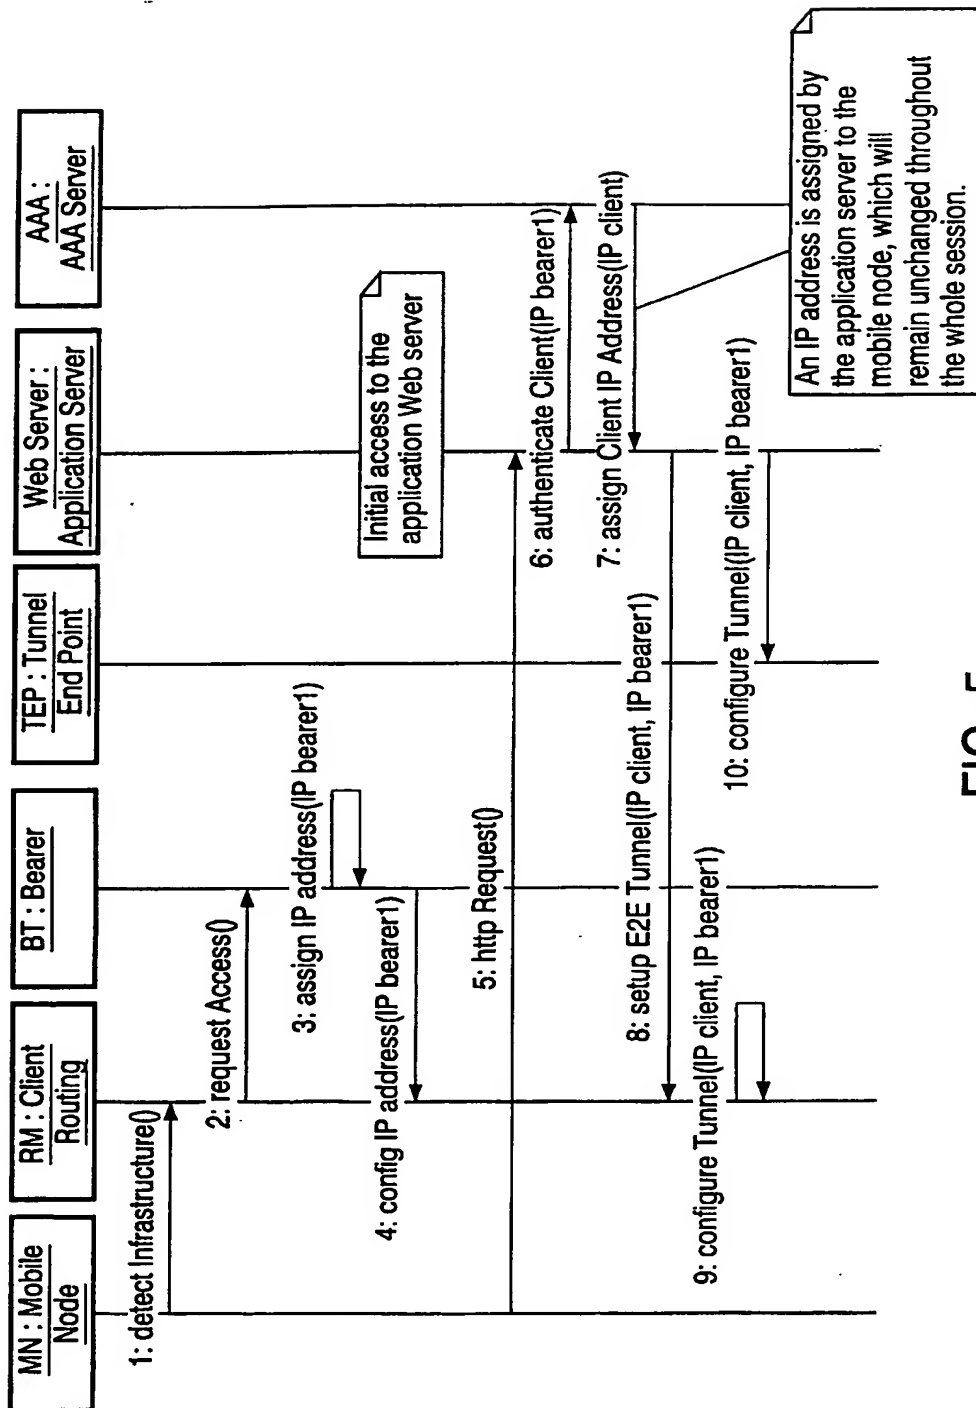 MN : Mobile
Node
RM : Client
Routing
BT : Bearer
TEP : Tunnel
End Point
Web Server :
Application Server
AAA :
AAA Server
1: detect Infrastructure()
2: request Access()
3: assign IP address(IP bearer1)
4: config IP address(IP bearer1)
Initial access to the
application Web server
5: http Request()
6: authenticate Client(IP bearer1)
7: assign Client IP Address(IP client)
8: setup E2E Tunnel(IP client, IP bearer1)
9: configure Tunnel(IP client, IP bearer1)
10: configure Tunnel(IP client, IP bearer1)
An IP address is assigned by
the application server to the
mobile node, which will
remain unchanged throughout
the whole session.